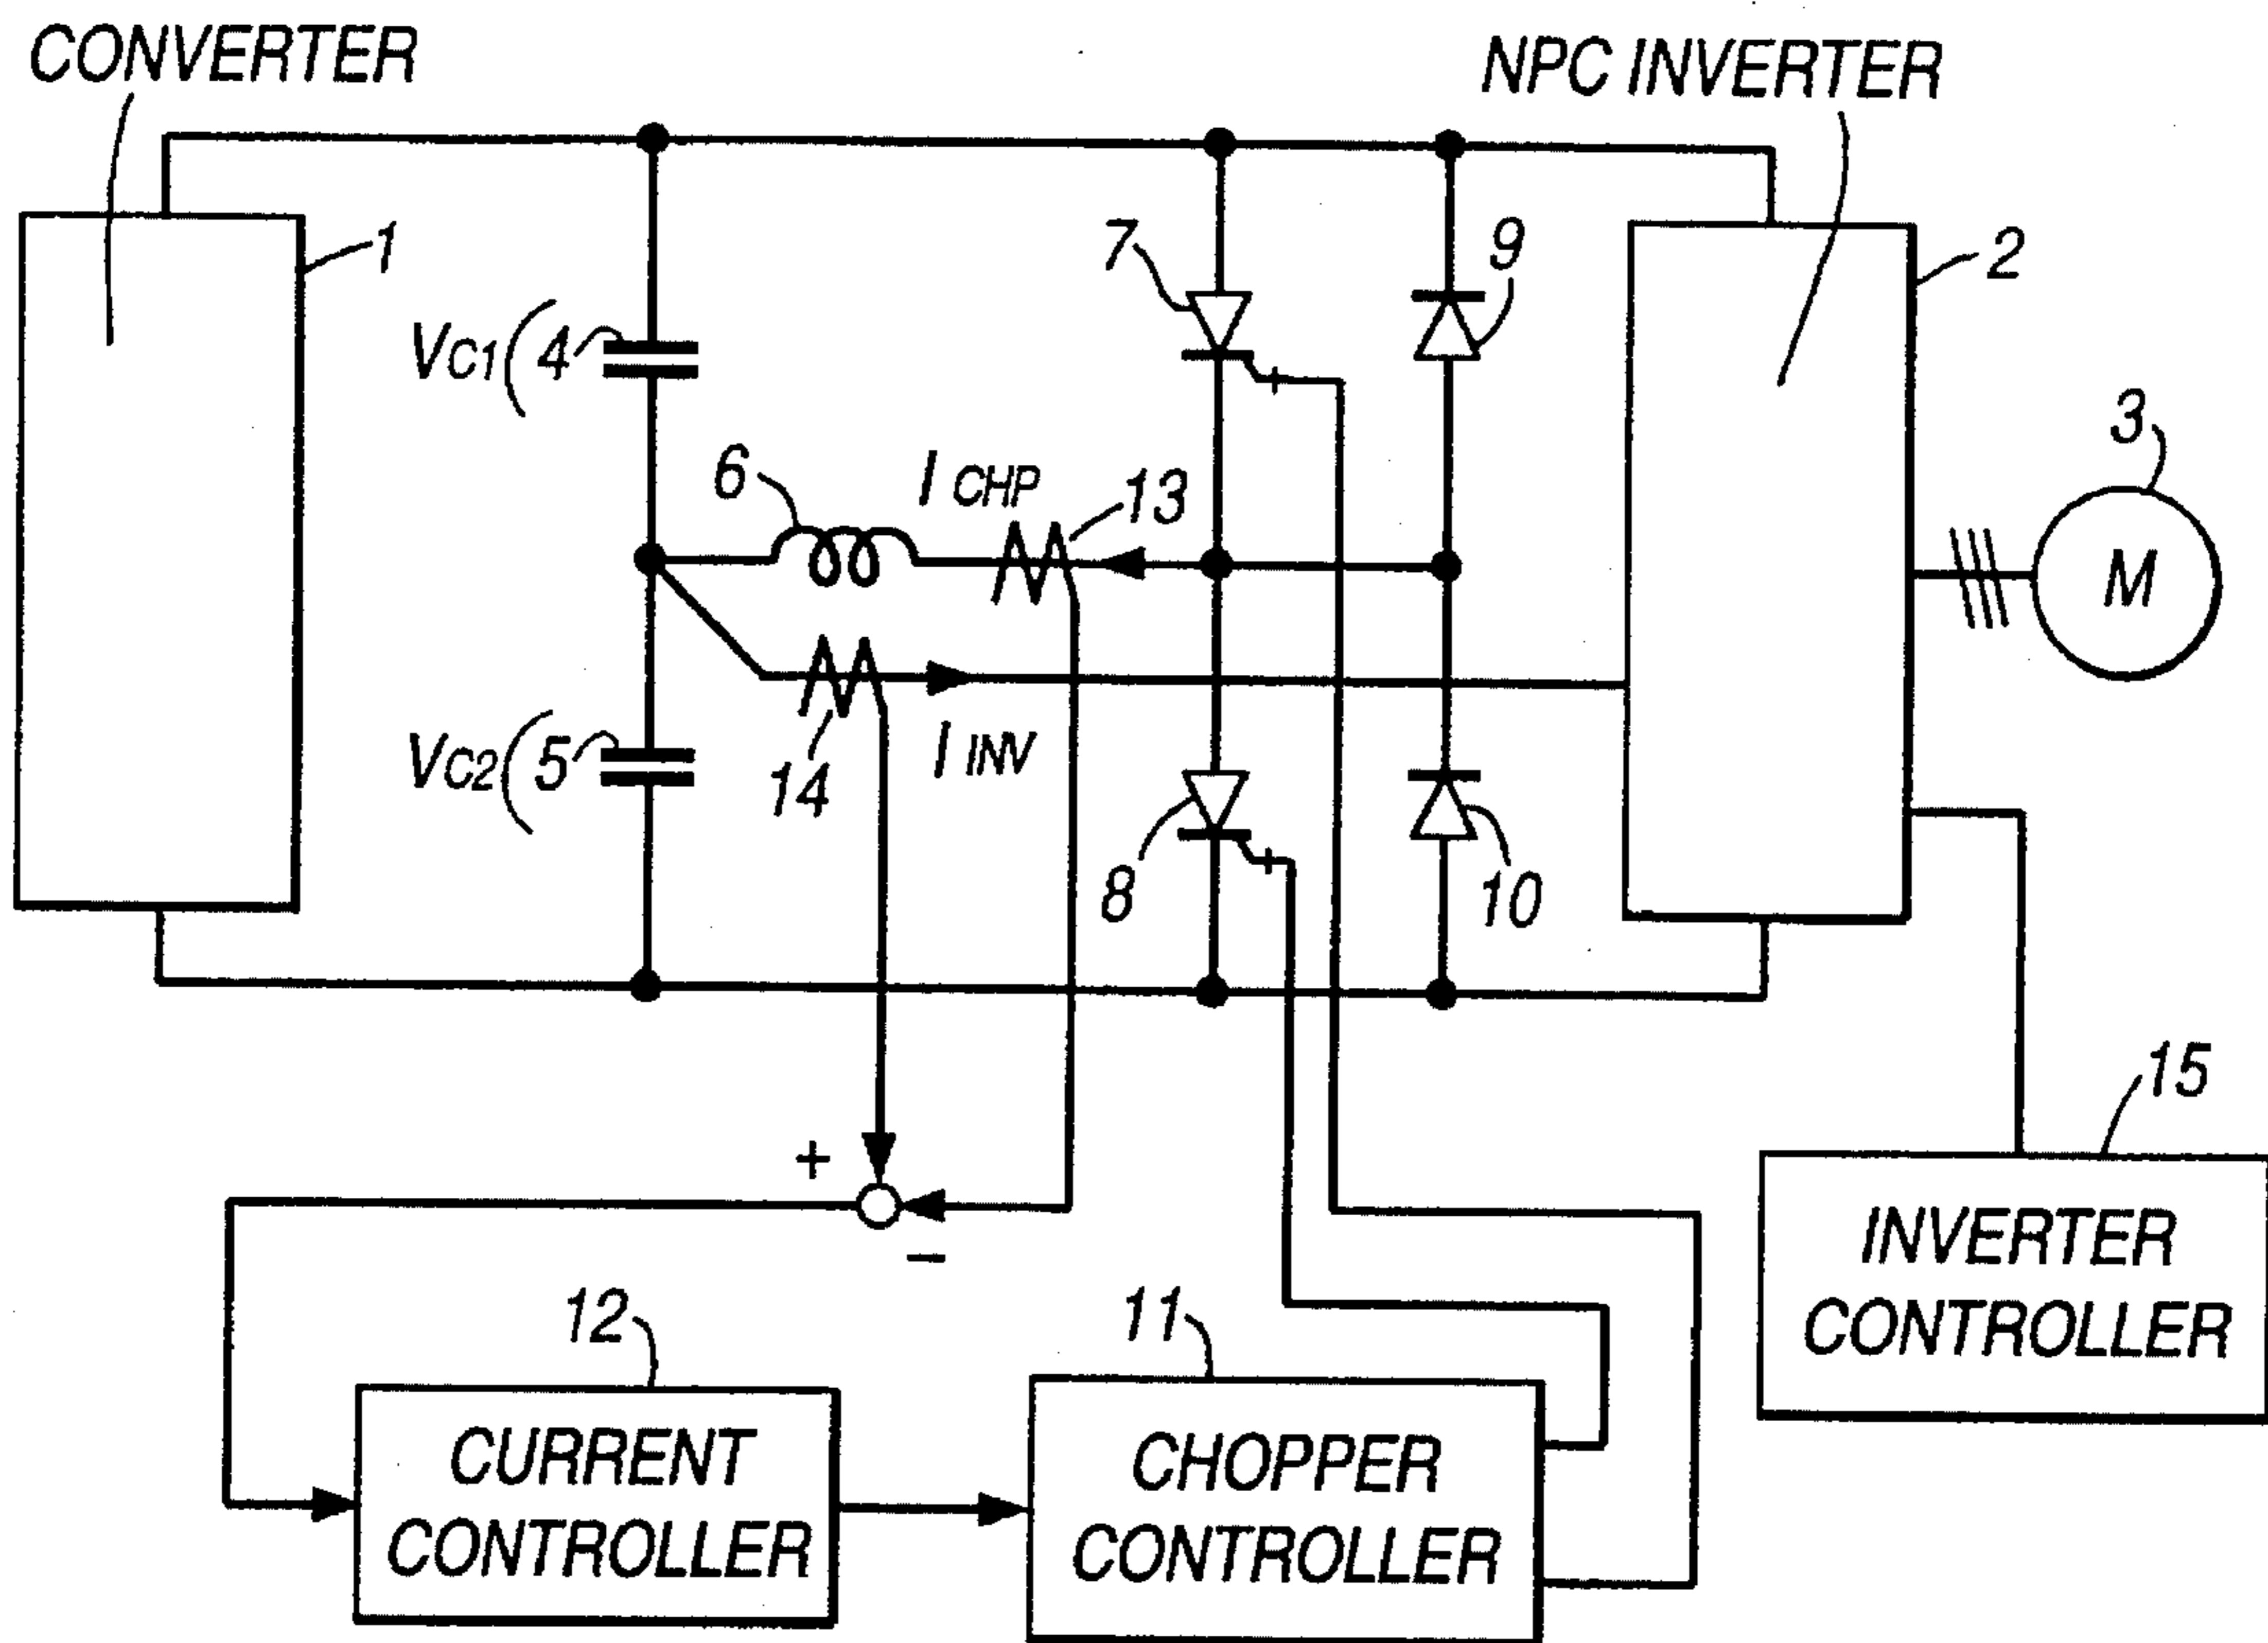 CONVERTER
NPC INVERTER
1
7
9
2
VC1
4
3
6
I CHP
13
M
VC2
5
14
I INV
8
10
15
+
−
INVERTER
CONTROLLER
12
11
CURRENT
CONTROLLER
CHOPPER
CONTROLLER